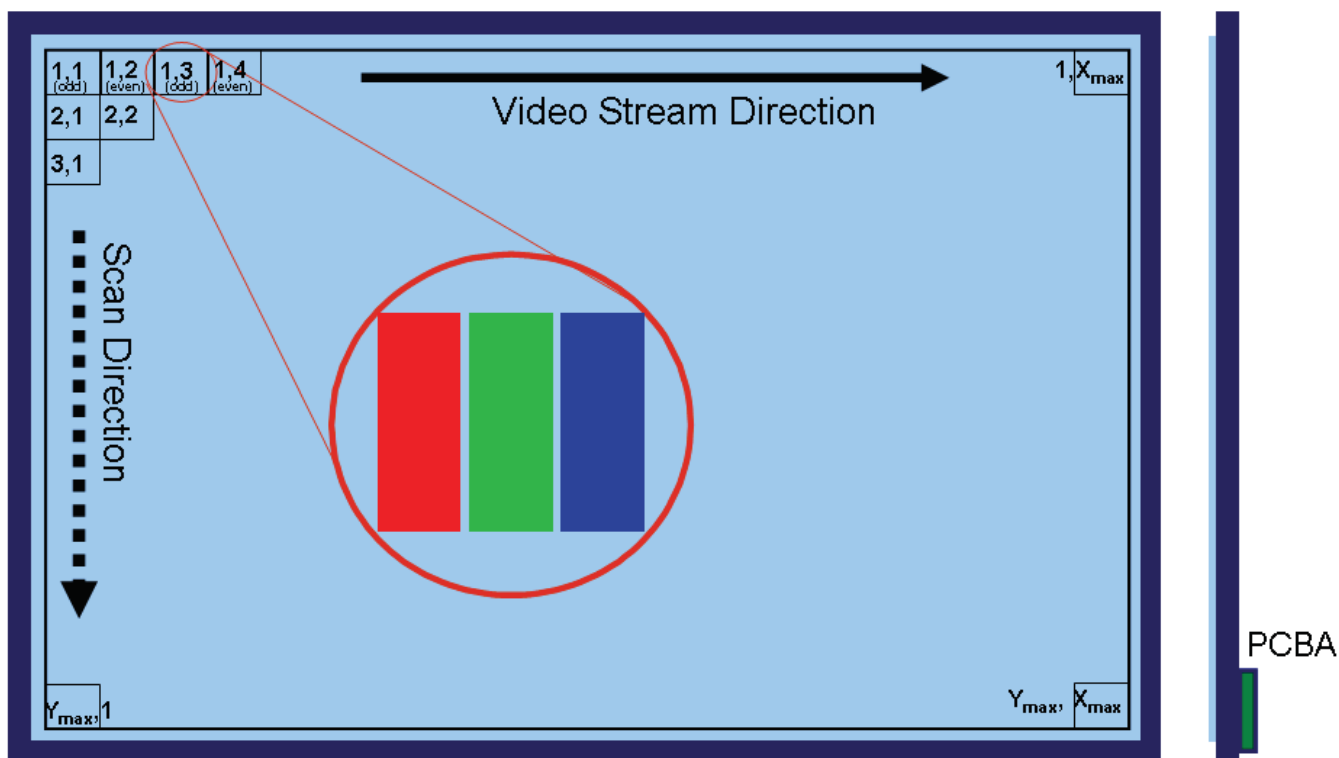 1,1 1,2 1,3 1,4 1,Xmax
(odd) (even) (odd) (even)
Video Stream Direction
2,1 2,2
3,1
Scan Direction
PCBA
Ymax,1 Ymax, Xmax